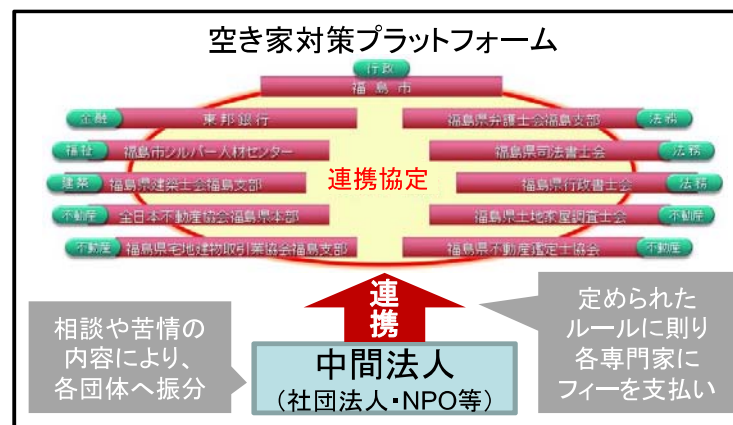 空き家対策プラットフォーム
行政
福島市
金融 東邦銀行
福島県弁護士会福島支部 法務
福祉 福島市シルバー人材センター
福島県司法書士会 法務
建築 福島県建築士会福島支部
連携協定
福島県行政書士会 法務
不動産 全日本不動産協会福島県本部
福島県土地家屋調査士会 不動産
不動産 福島県宅地建物取引業協会福島支部
福島県不動産鑑定士協会 不動産
連携
相談や苦情の
内容により、
各団体へ振分
中間法人
（社団法人・NPO等）
定められた
ルールに則り
各専門家に
フィーを支払い